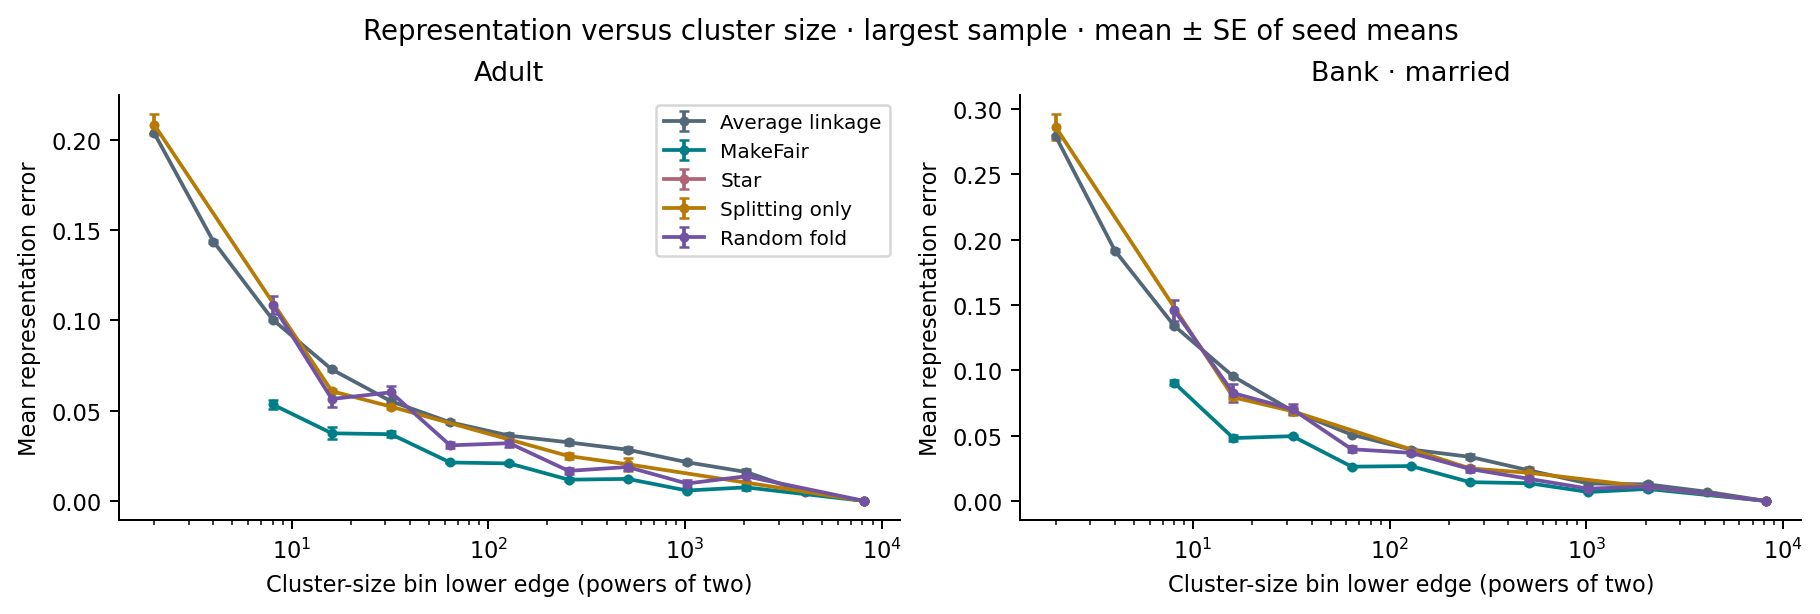 Representation versus cluster size · largest sample · mean ± SE of seed means
Adult
Mean representation error
0.20
0.15
0.10
0.05
0.00
10¹
10²
10³
10⁴
Cluster-size bin lower edge (powers of two)
Average linkage
MakeFair
Star
Splitting only
Random fold
Bank · married
Mean representation error
0.30
0.25
0.20
0.15
0.10
0.05
0.00
10¹
10²
10³
10⁴
Cluster-size bin lower edge (powers of two)